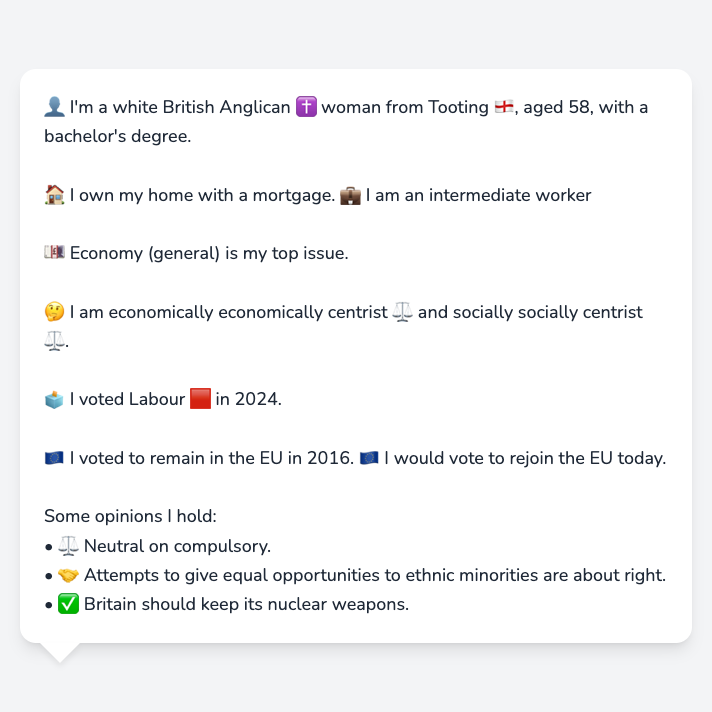 👤 I'm a white British Anglican ✝️ woman from Tooting 🏴󠁧󠁢󠁥󠁮󠁧󠁿, aged 58, with a
bachelor's degree.
🏠 I own my home with a mortgage. 💼 I am an intermediate worker
💷 Economy (general) is my top issue.
🤔 I am economically economically centrist ⚖️ and socially socially centrist
⚖️.
🗳️ I voted Labour 🟥 in 2024.
🇪🇺 I voted to remain in the EU in 2016. 🇪🇺 I would vote to rejoin the EU today.
Some opinions I hold:
• ⚖️ Neutral on compulsory.
• 🤝 Attempts to give equal opportunities to ethnic minorities are about right.
• ✅ Britain should keep its nuclear weapons.